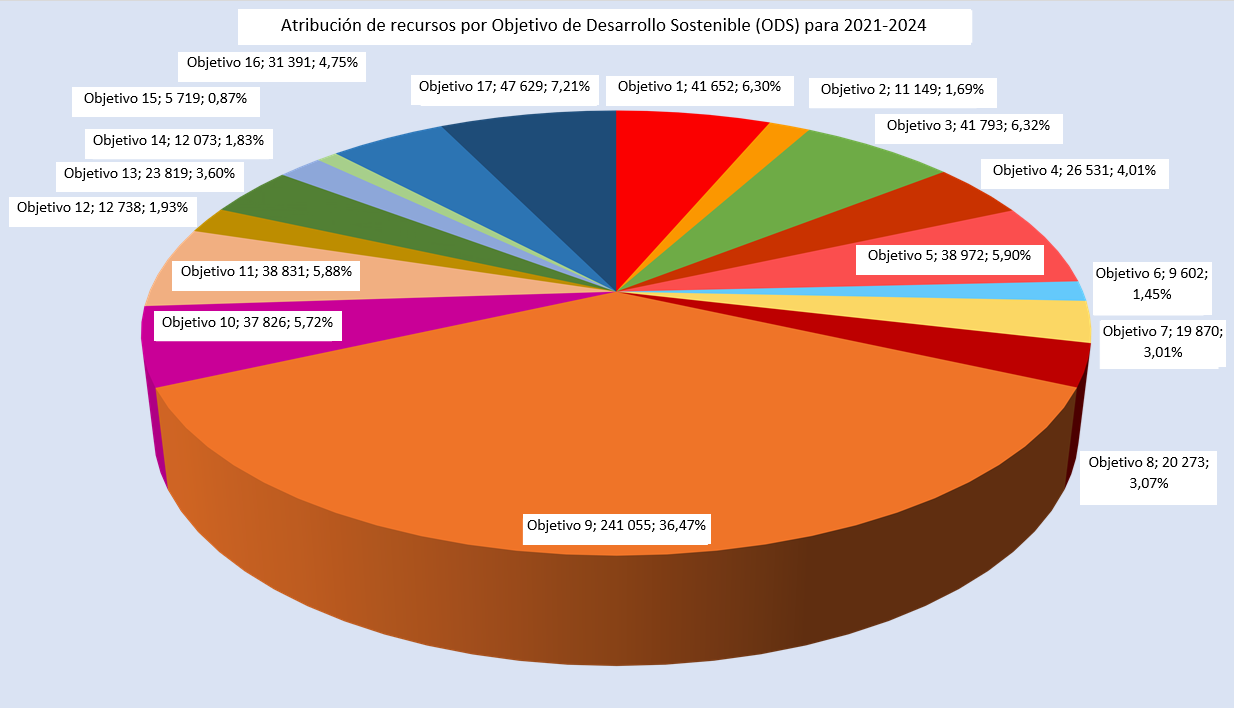 Atribución de recursos por Objetivo de Desarrollo Sostenible (ODS) para 2021-2024
Objetivo 16; 31 391; 4,75%
Objetivo 17; 47 629; 7,21%
Objetivo 1; 41 652; 6,30%
Objetivo 2; 11 149; 1,69%
Objetivo 15; 5 719; 0,87%
Objetivo 3; 41 793; 6,32%
Objetivo 14; 12 073; 1,83%
Objetivo 4; 26 531; 4,01%
Objetivo 13; 23 819; 3,60%
Objetivo 12; 12 738; 1,93%
Objetivo 5; 38 972; 5,90%
Objetivo 11; 38 831; 5,88%
Objetivo 6; 9 602;
1,45%
Objetivo 10; 37 826; 5,72%
Objetivo 7; 19 870;
3,01%
Objetivo 8; 20 273;
3,07%
Objetivo 9; 241 055; 36,47%